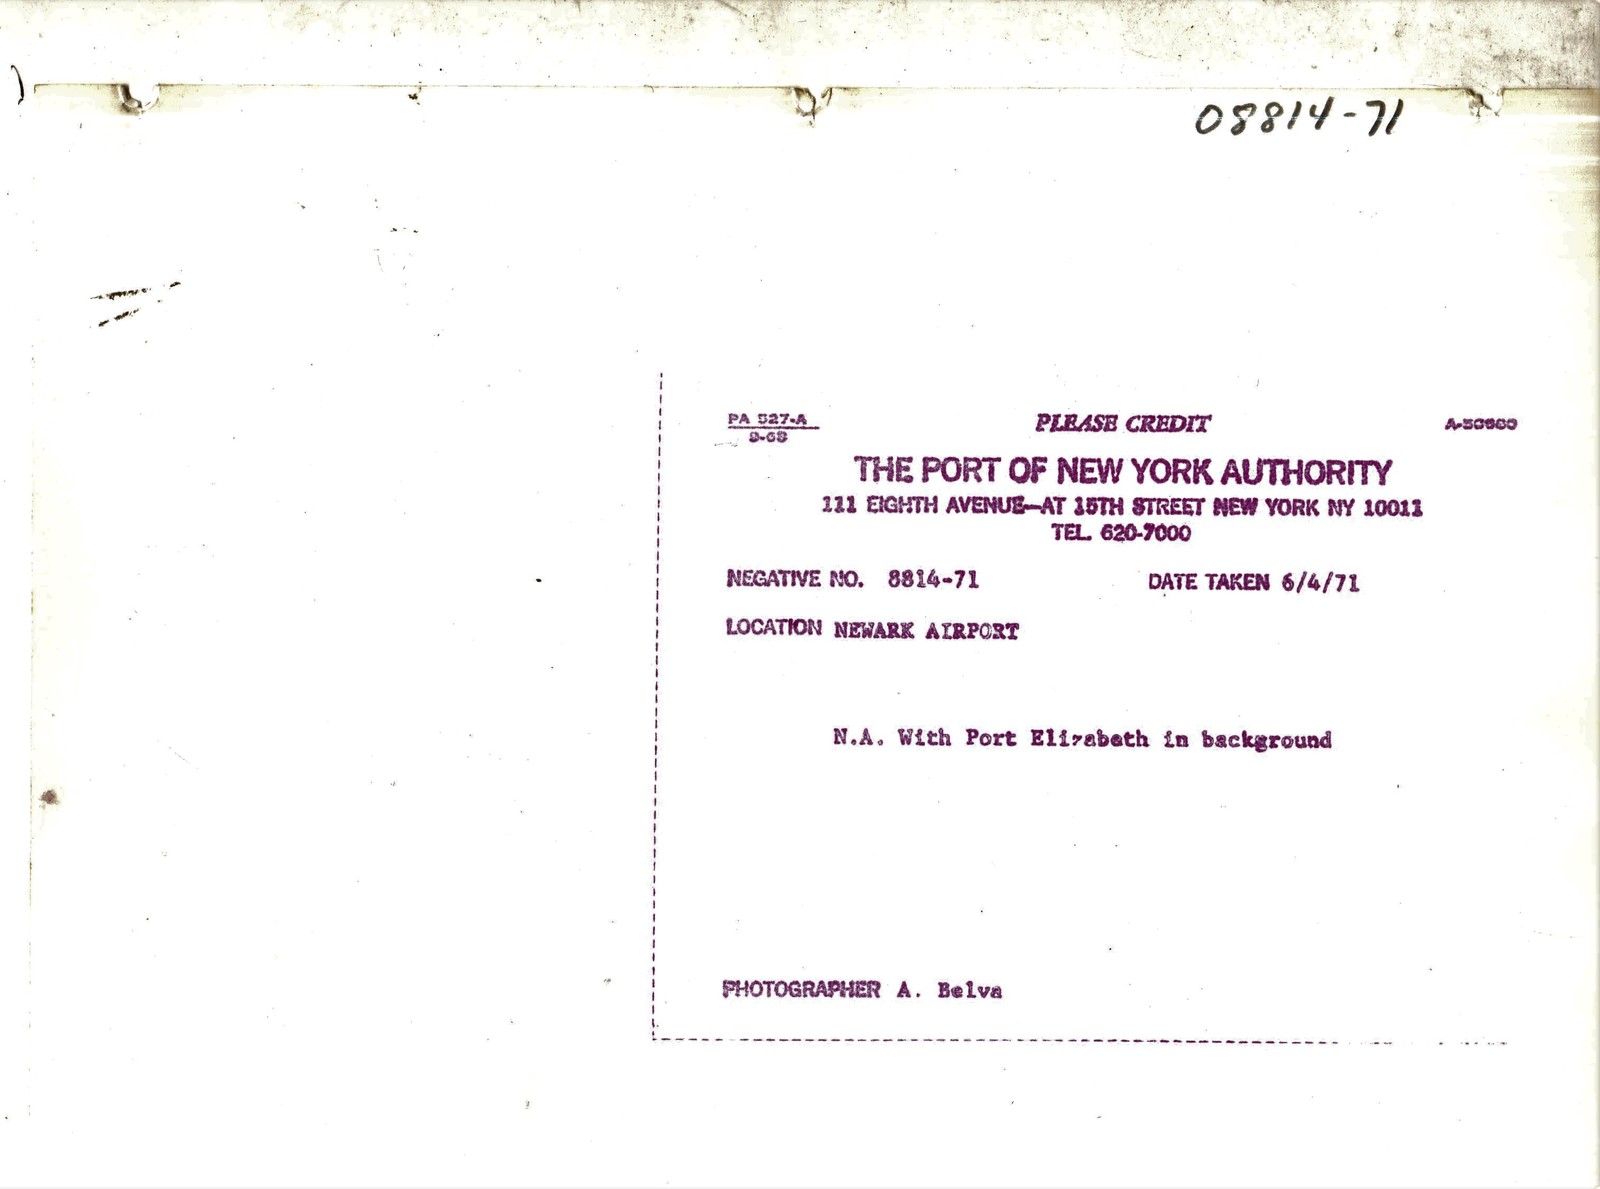 08814-71
PA 527-A
PLEASE CREDIT
9-68
THE PORT OF NEW YORK AUTHORITY
111 EIGHTH AVENUE—AT 15TH STREET NEW YORK NY 10011
TEL. 620-7000
NEGATIVE NO. 8814-71 DATE TAKEN 6/4/71
LOCATION NEWARK AIRPORT
N.A. With Port Elizabeth in background
PHOTOGRAPHER A. Belva